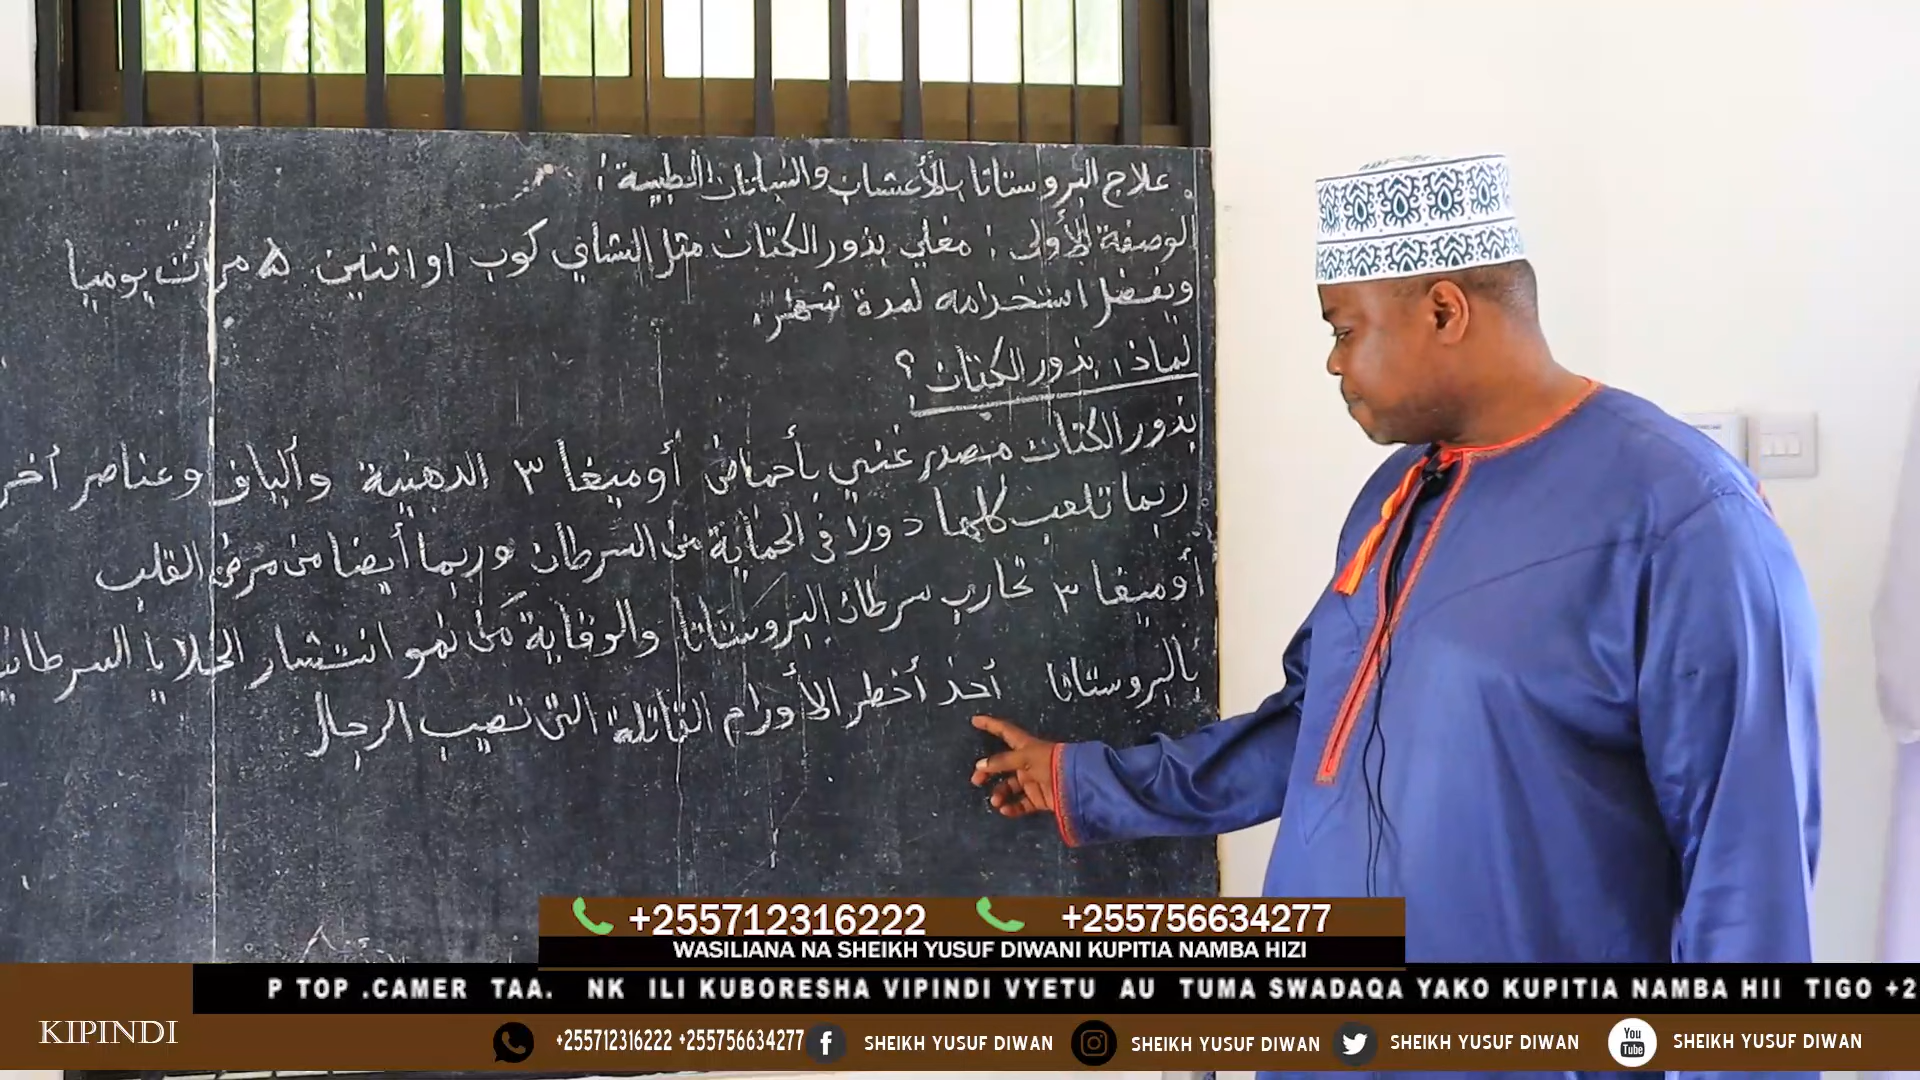 علاج البروستاتا بالأعشاب والنباتات الطبية:
الوصفة الأولى: مغلي بذور الكتان مثل الشاي كوب او اثنين ٥ مرات يوميا
ويفضل استخدامه لمدة شهر.
لماذا بذور الكتان؟
بذور الكتان مصدر غني بأحماض أوميغا ٣ الدهنية وألياف وعناصر أخر
ربما تلعب كلها دورا في الحماية من السرطان وربما أيضا من مرض القلب
أوميغا ٣ تحارب سرطان البروستاتا والوقاية من نمو انتشار الخلايا السرطاني
بالبروستاتا أحد أخطر الأورام القاتلة التي تصيب الرجال
+255712316222 +255756634277
WASILIANA NA SHEIKH YUSUF DIWANI KUPITIA NAMBA HIZI
P TOP .CAMER TAA. NK ILI KUBORESHA VIPINDI VYETU AU TUMA SWADAQA YAKO KUPITIA NAMBA HII TIGO +2
KIPINDI +255712316222 +255756634277 SHEIKH YUSUF DIWAN SHEIKH YUSUF DIWAN SHEIKH YUSUF DIWAN You Tube SHEIKH YUSUF DIWAN